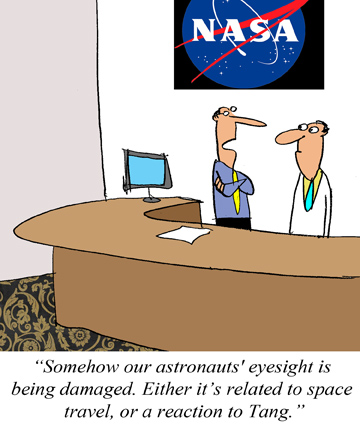 NASA
“Somehow our astronauts' eyesight is
being damaged. Either it’s related to space
travel, or a reaction to Tang.”